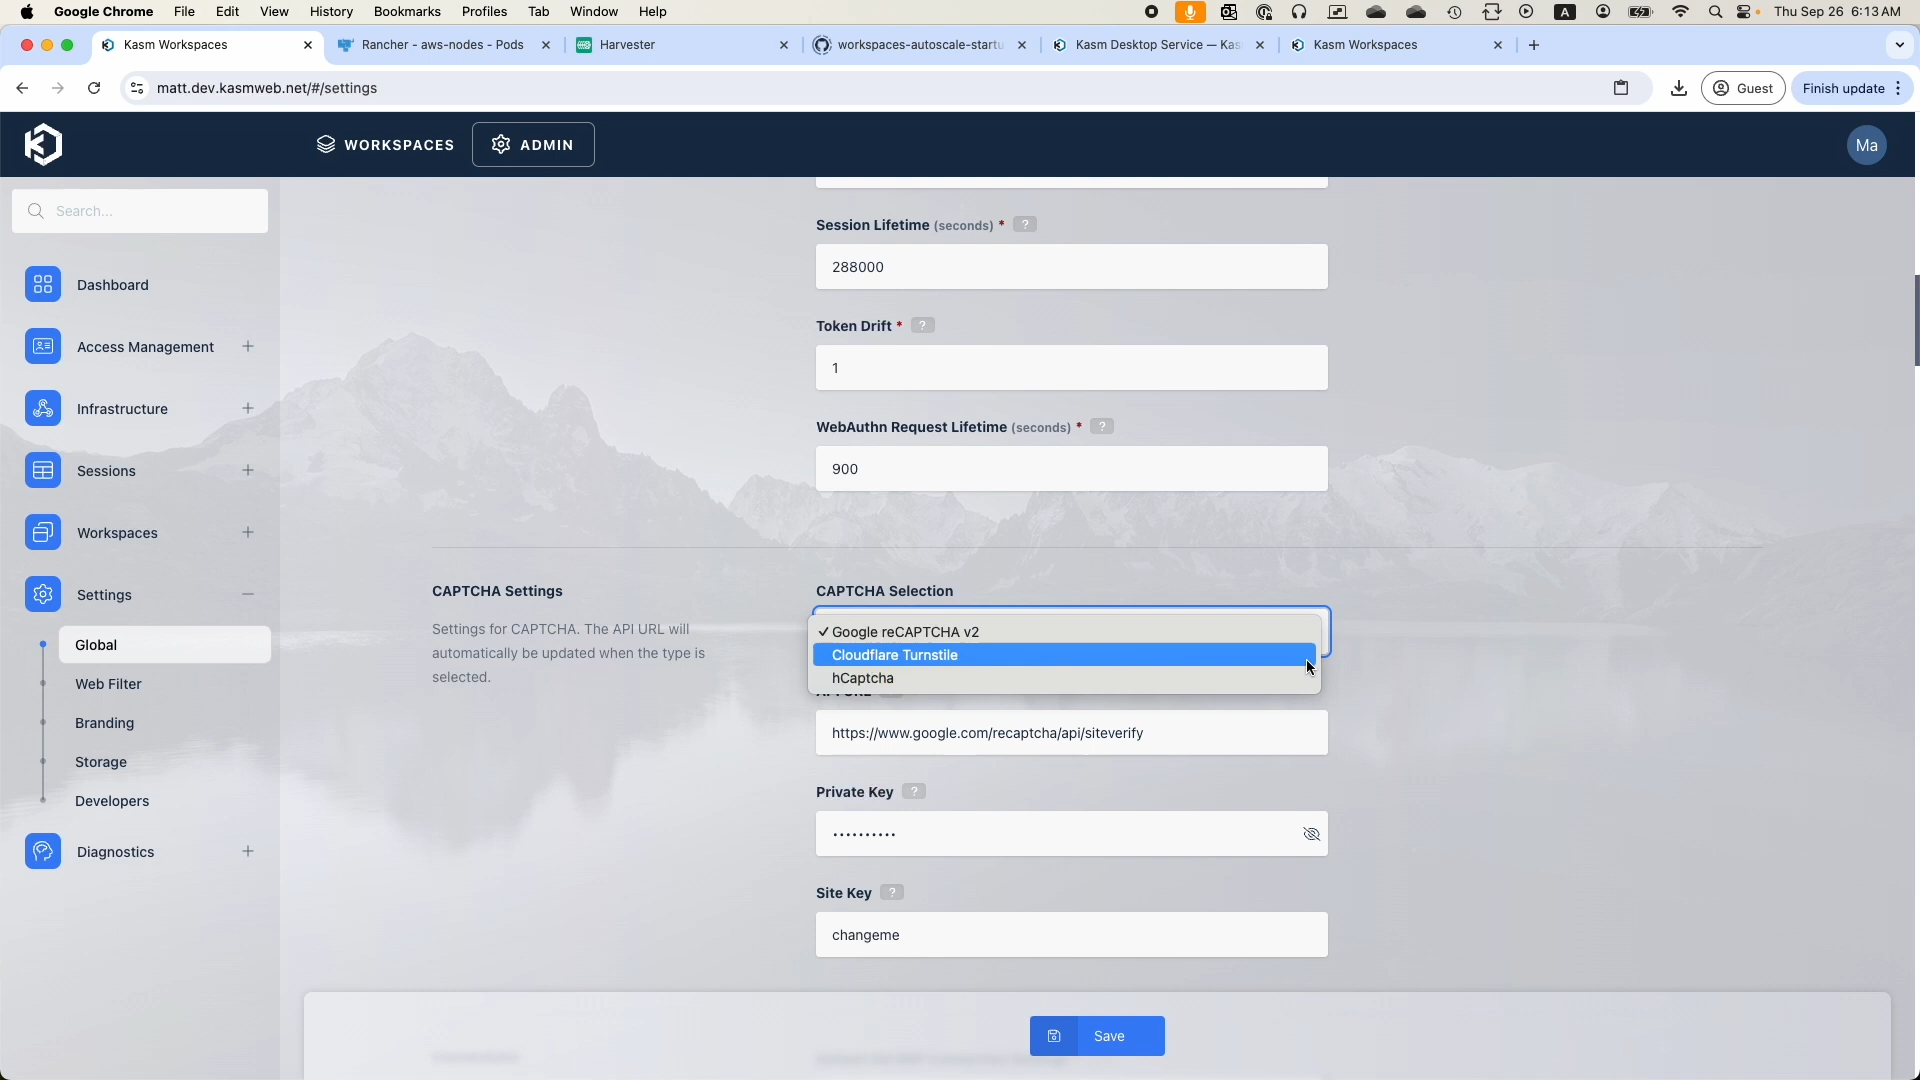 Google Chrome File Edit View History Bookmarks Profiles Tab Window Help A Thu Sep 26 6:13 AM
Kasm Workspaces
Rancher - aws-nodes - Pods
Harvester
workspaces-autoscale-startu
Kasm Desktop Service — Kas
Kasm Workspaces
matt.dev.kasmweb.net/#/settings
Guest
Finish update
WORKSPACES
ADMIN
Ma
Search...
Dashboard
Access Management
Infrastructure
Sessions
Workspaces
Settings
Global
Web Filter
Branding
Storage
Developers
Diagnostics
Session Lifetime (seconds) * ?
288000
Token Drift * ?
1
WebAuthn Request Lifetime (seconds) * ?
900
CAPTCHA Settings
Settings for CAPTCHA. The API URL will
automatically be updated when the type is
selected.
CAPTCHA Selection
✓ Google reCAPTCHA v2
Cloudflare Turnstile
hCaptcha
https://www.google.com/recaptcha/api/siteverify
Private Key ?
••••••••••
Site Key ?
changeme
Save